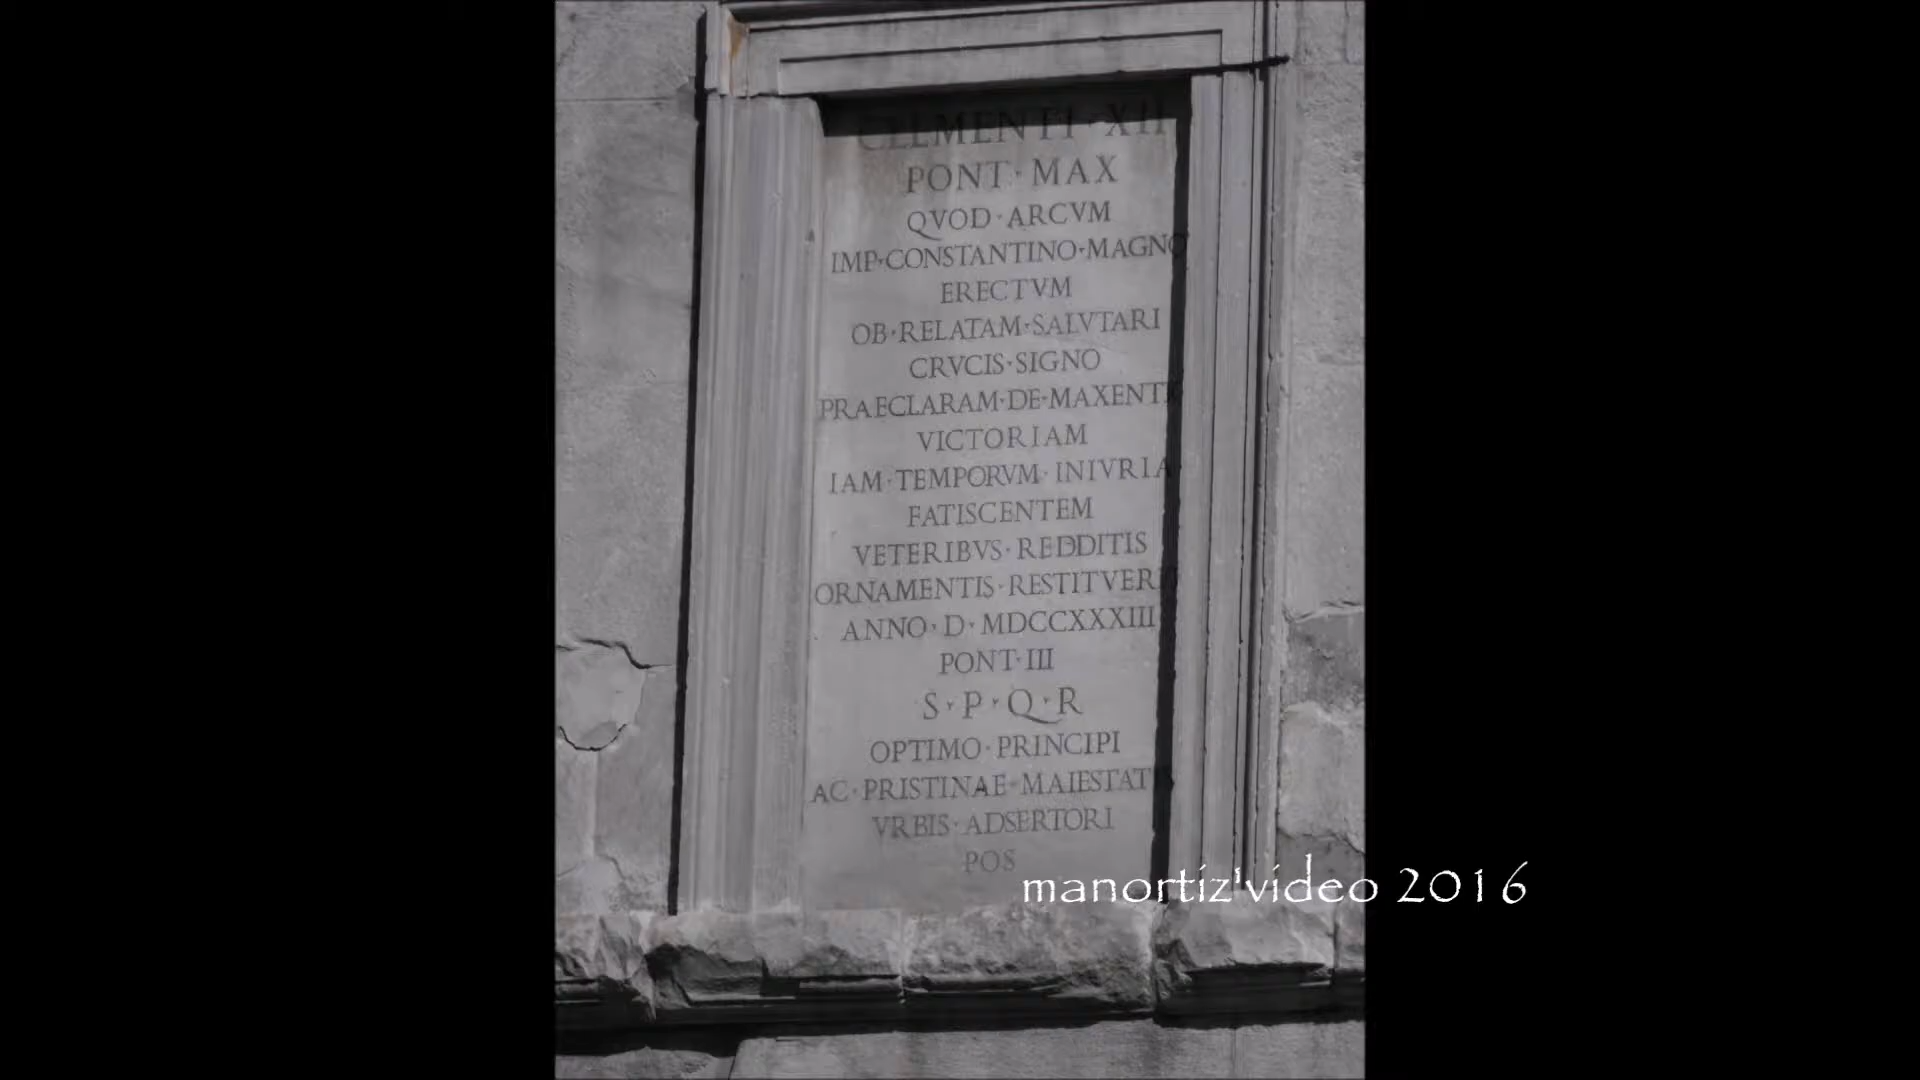 CLEMENTI·XII
PONT·MAX
QVOD·ARCVM
IMP·CONSTANTINO·MAGNO
ERECTVM
OB·RELATAM·SALVTARI
CRVCIS·SIGNO
PRAECLARAM·DE·MAXENTIO
VICTORIAM
IAM·TEMPORVM·INIVRIA
FATISCENTEM
VETERIBVS·REDDITIS
ORNAMENTIS·RESTITVERIT
ANNO·D·MDCCXXXIII
PONT·III
S·P·Q·R
OPTIMO·PRINCIPI
AC·PRISTINAE·MAIESTATIS
VRBIS·ADSERTORI
POS
manortiz'video 2016